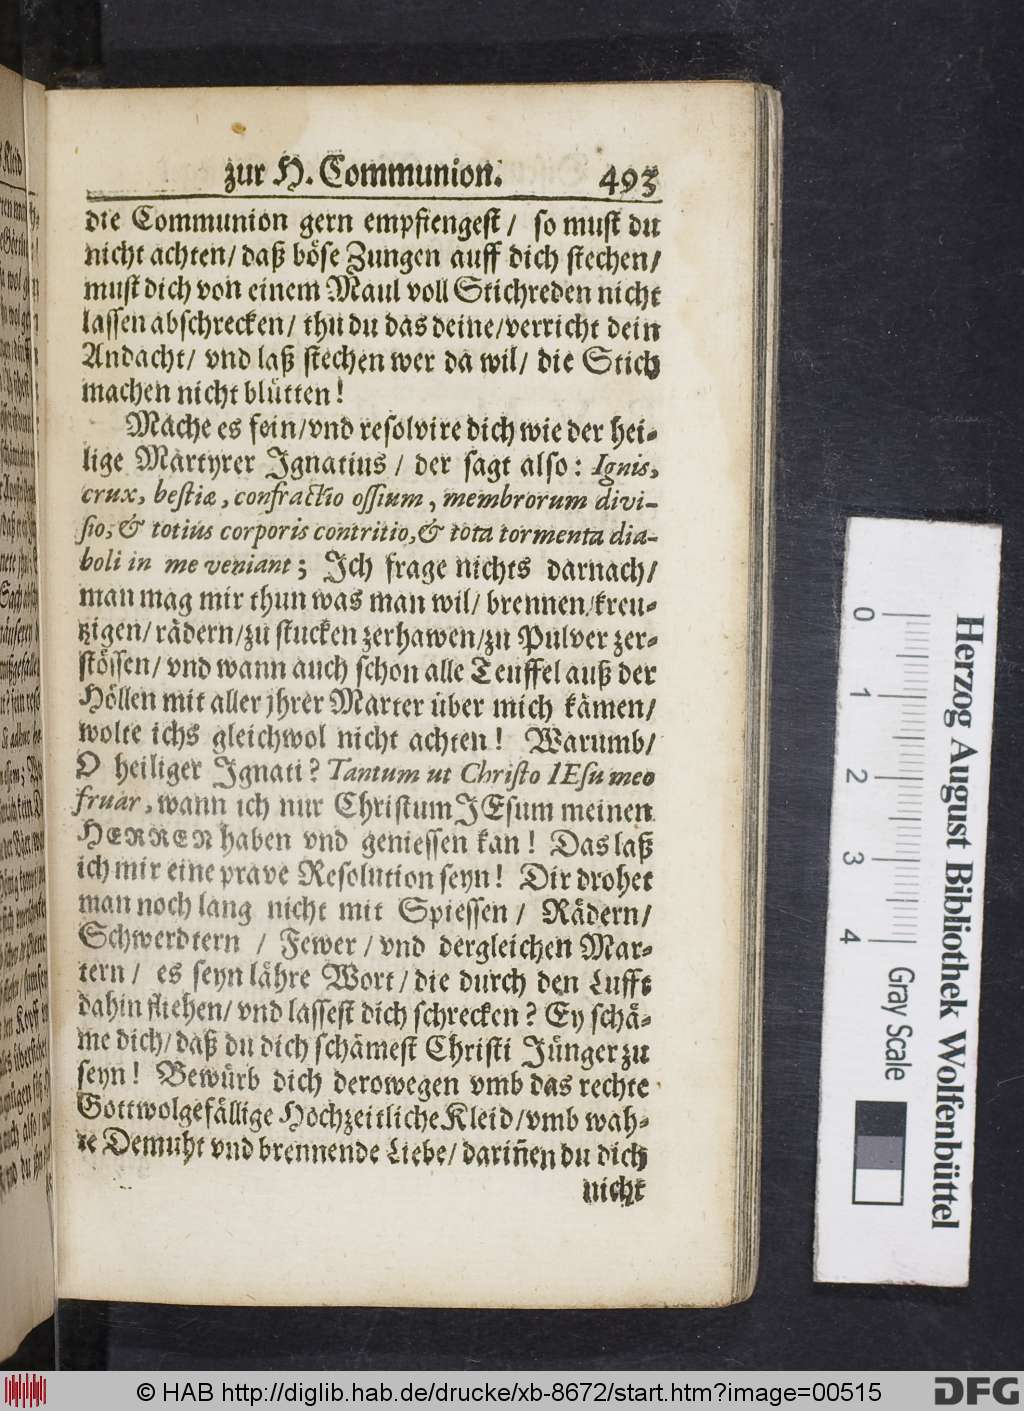 zur H. Communion. 493
die Communion gern empfiengest / so must du
nicht achten / daß böse Zungen auff dich stechen /
must dich von einem Maul voll Stichreden nicht
lassen abschrecken / thu du das deine / verricht dein
Andacht / vnd laß stechen wer da wil / die Stich
machen nicht blütten !
Mache es fein / vnd resolvire dich wie der hei-
lige Martyrer Ignatius / der sagt also : Ignis,
crux, bestiæ, confractio ossium, membrorum divi-
sio, & totius corporis contritio, & tota tormenta dia-
boli in me veniant ; Ich frage nichts darnach /
man mag mir thun was man wil / brennen / kreu-
tzigen / rädern / zu stucken zerhawen / zu Pulver zer-
stössen / vnd wann auch schon alle Teuffel auß der
Höllen mit aller jhrer Marter über mich kämen /
wolte ichs gleichwol nicht achten ! Warumb /
O heiliger Ignati ? Tantum ut Christo IEsu meo
fruar, wann ich nur Christum JEsum meinen
HERREN haben vnd geniessen kan ! Das laß
ich mir eine prave Resolution seyn ! Dir drohet
man noch lang nicht mit Spiessen / Rädern /
Schwerdtern / Fewer / vnd dergleichen Mar-
tern / es seyn lähre Wort / die durch den Lufft
dahin fliehen / vnd lassest dich schrecken ? Ey schä-
me dich / daß du dich schämest Christi Jünger zu
seyn ! Bewürb dich derowegen vmb das rechte
Gottwolgefällige Hochzeitliche Kleid / vmb wah-
re Demuht vnd brennende Liebe / dariñen du dich
nicht
0 1 2 3 4
Gray Scale
Herzog August Bibliothek Wolfenbüttel
© HAB http://diglib.hab.de/drucke/xb-8672/start.htm?image=00515
DFG